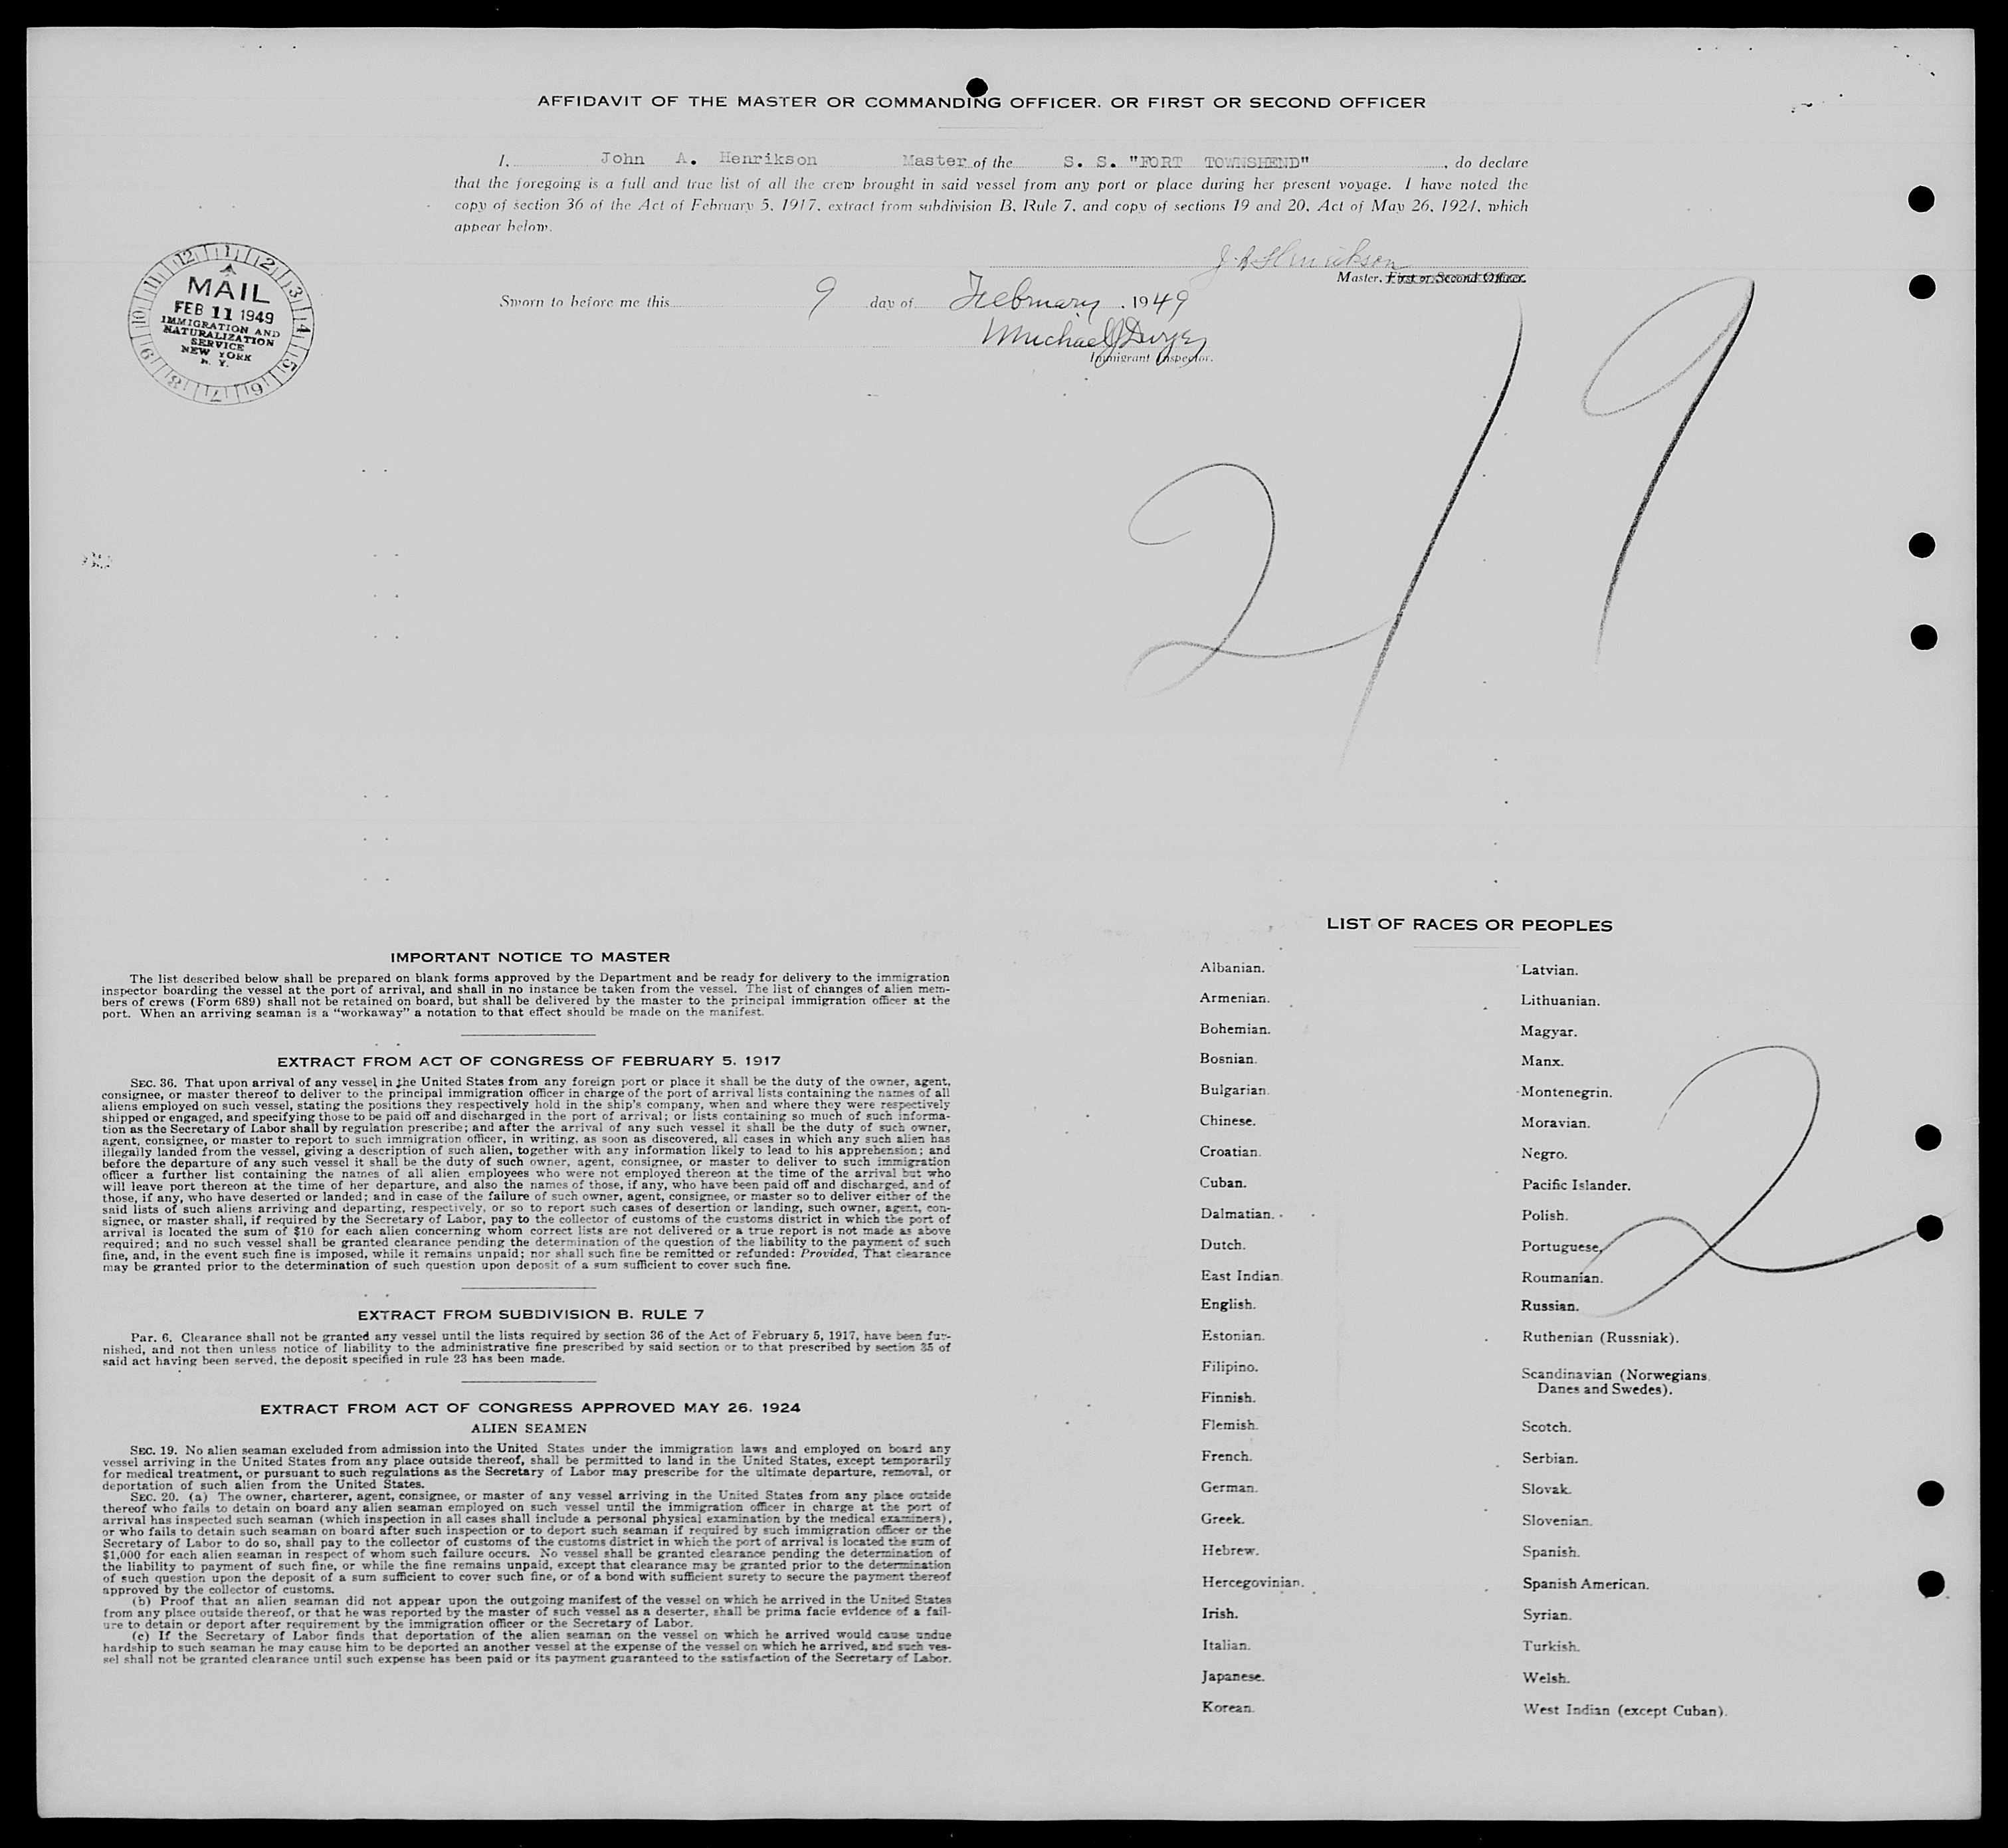 AFFIDAVIT OF THE MASTER OR COMMANDING OFFICER, OR FIRST OR SECOND OFFICER
I, John A. Henrikson Master of the S. S. "FORT TOWNSHEND", do declare
that the foregoing is a full and true list of all the crew brought in said vessel from any port or place during her present voyage. I have noted the
copy of section 36 of the Act of February 5, 1917, extract from subdivision B, Rule 7, and copy of sections 19 and 20, Act of May 26, 1924, which
appear below.
J. A Henrikson
Master, First or Second Officer.
Sworn to before me this 9 day of February, 1949
Michael J
Immigrant Inspector.
12 1 2 3 4 5 6 7 8 9 10 11
MAIL
FEB 11 1949
IMMIGRATION AND
NATURALIZATION
SERVICE
NEW YORK
N. Y.
2/9
IMPORTANT NOTICE TO MASTER
The list described below shall be prepared on blank forms approved by the Department and be ready for delivery to the immigration
inspector boarding the vessel at the port of arrival, and shall in no instance be taken from the vessel. The list of changes of alien mem-
bers of crews (Form 689) shall not be retained on board, but shall be delivered by the master to the principal immigration officer at the
port. When an arriving seaman is a "workaway" a notation to that effect should be made on the manifest.
EXTRACT FROM ACT OF CONGRESS OF FEBRUARY 5, 1917
SEC. 36. That upon arrival of any vessel in the United States from any foreign port or place it shall be the duty of the owner, agent,
consignee, or master thereof to deliver to the principal immigration officer in charge of the port of arrival lists containing the names of all
aliens employed on such vessel, stating the positions they respectively hold in the ship's company, when and where they were respectively
shipped or engaged, and specifying those to be paid off and discharged in the port of arrival; or lists containing so much of such informa-
tion as the Secretary of Labor shall by regulation prescribe; and after the arrival of any such vessel it shall be the duty of such owner,
agent, consignee, or master to report to such immigration officer, in writing, as soon as discovered, all cases in which any such alien has
illegally landed from the vessel, giving a description of such alien, together with any information likely to lead to his apprehension; and
before the departure of any such vessel it shall be the duty of such owner, agent, consignee, or master to deliver to such immigration
officer a further list containing the names of all alien employees who were not employed thereon at the time of the arrival but who
will leave port thereon at the time of her departure, and also the names of those, if any, who have been paid off and discharged, and of
those, if any, who have deserted or landed; and in case of the failure of such owner, agent, consignee, or master so to deliver either of the
said lists of such aliens arriving and departing, respectively, or so to report such cases of desertion or landing, such owner, agent, con-
signee, or master shall, if required by the Secretary of Labor, pay to the collector of customs of the customs district in which the port of
arrival is located the sum of $10 for each alien concerning whom correct lists are not delivered or a true report is not made as above
required; and no such vessel shall be granted clearance pending the determination of the question of the liability to the payment of such
fine, and, in the event such fine is imposed, while it remains unpaid; nor shall such fine be remitted or refunded: Provided, That clearance
may be granted prior to the determination of such question upon deposit of a sum sufficient to cover such fine.
EXTRACT FROM SUBDIVISION B, RULE 7
Par. 6. Clearance shall not be granted any vessel until the lists required by section 36 of the Act of February 5, 1917, have been fur-
nished, and not then unless notice of liability to the administrative fine prescribed by said section or to that prescribed by section 35 of
said act having been served, the deposit specified in rule 23 has been made.
EXTRACT FROM ACT OF CONGRESS APPROVED MAY 26, 1924
ALIEN SEAMEN
SEC. 19. No alien seaman excluded from admission into the United States under the immigration laws and employed on board any
vessel arriving in the United States from any place outside thereof, shall be permitted to land in the United States, except temporarily
for medical treatment, or pursuant to such regulations as the Secretary of Labor may prescribe for the ultimate departure, removal, or
deportation of such alien from the United States.
SEC. 20. (a) The owner, charterer, agent, consignee, or master of any vessel arriving in the United States from any place outside
thereof who fails to detain on board any alien seaman employed on such vessel until the immigration officer in charge at the port of
arrival has inspected such seaman (which inspection in all cases shall include a personal physical examination by the medical examiners),
or who fails to detain such seaman on board after such inspection or to deport such seaman if required by such immigration officer or the
Secretary of Labor to do so, shall pay to the collector of customs of the customs district in which the port of arrival is located the sum of
$1,000 for each alien seaman in respect of whom such failure occurs. No vessel shall be granted clearance pending the determination of
the liability to payment of such fine, or while the fine remains unpaid, except that clearance may be granted prior to the determination
of such question upon the deposit of a sum sufficient to cover such fine, or of a bond with sufficient surety to secure the payment thereof
approved by the collector of customs.
(b) Proof that an alien seaman did not appear upon the outgoing manifest of the vessel on which he arrived in the United States
from any place outside thereof, or that he was reported by the master of such vessel as a deserter, shall be prima facie evidence of a fail-
ure to detain or deport after requirement by the immigration officer or the Secretary of Labor.
(c) If the Secretary of Labor finds that deportation of the alien seaman on the vessel on which he arrived would cause undue
hardship to such seaman he may cause him to be deported an another vessel at the expense of the vessel on which he arrived, and such ves-
sel shall not be granted clearance until such expense has been paid or its payment guaranteed to the satisfaction of the Secretary of Labor.
LIST OF RACES OR PEOPLES
Albanian.
Armenian.
Bohemian.
Bosnian.
Bulgarian.
Chinese.
Croatian.
Cuban.
Dalmatian.
Dutch.
East Indian.
English.
Estonian.
Filipino.
Finnish.
Flemish.
French.
German.
Greek.
Hebrew.
Hercegovinian.
Irish.
Italian.
Japanese.
Korean.
Latvian.
Lithuanian.
Magyar.
Manx.
Montenegrin.
Moravian.
Negro.
Pacific Islander.
Polish.
Portuguese.
Roumanian.
Russian.
Ruthenian (Russniak).
Scandinavian (Norwegians,
Danes and Swedes).
Scotch.
Serbian.
Slovak.
Slovenian.
Spanish.
Spanish American.
Syrian.
Turkish.
Welsh.
West Indian (except Cuban).
2